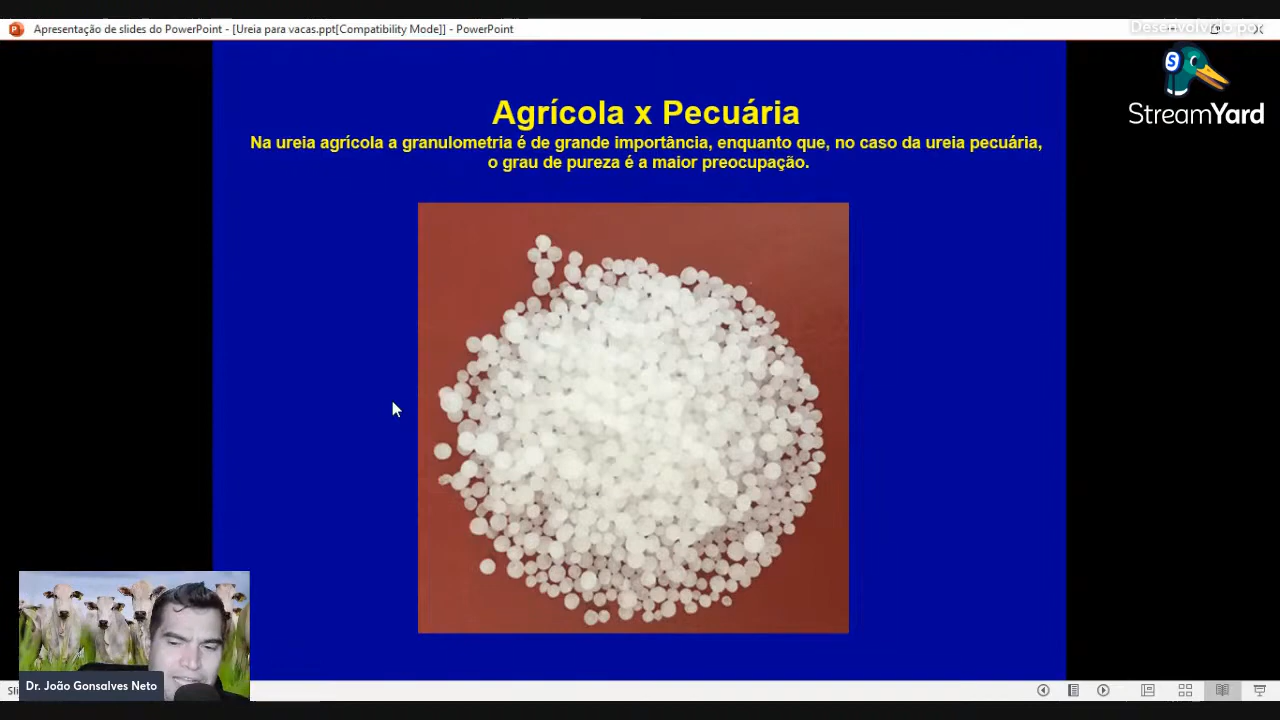 Apresentação de slides do PowerPoint - [Ureia para vacas.ppt[Compatibility Mode]] - PowerPoint
Desenvolvido por
S
StreamYard
Agrícola x Pecuária
Na ureia agrícola a granulometria é de grande importância, enquanto que, no caso da ureia pecuária,
o grau de pureza é a maior preocupação.
Dr. João Gonsalves Neto